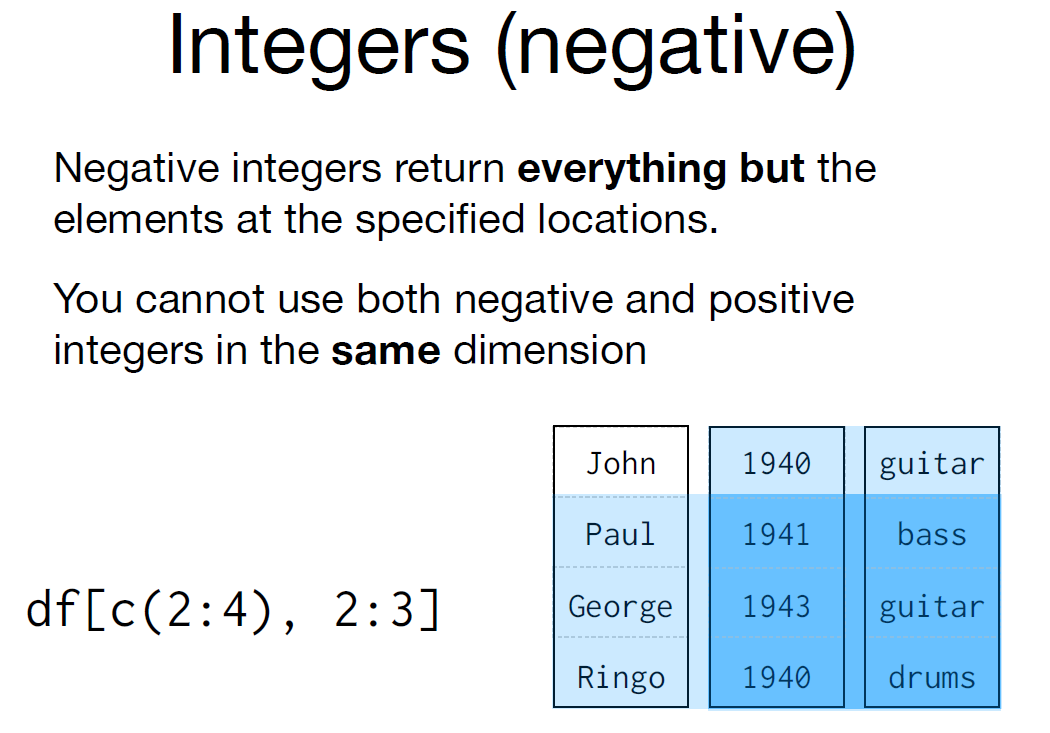 Integers (negative)
Negative integers return everything but the
elements at the specified locations.
You cannot use both negative and positive
integers in the same dimension
df[c(2:4), 2:3]
John 1940 guitar
Paul 1941 bass
George 1943 guitar
Ringo 1940 drums